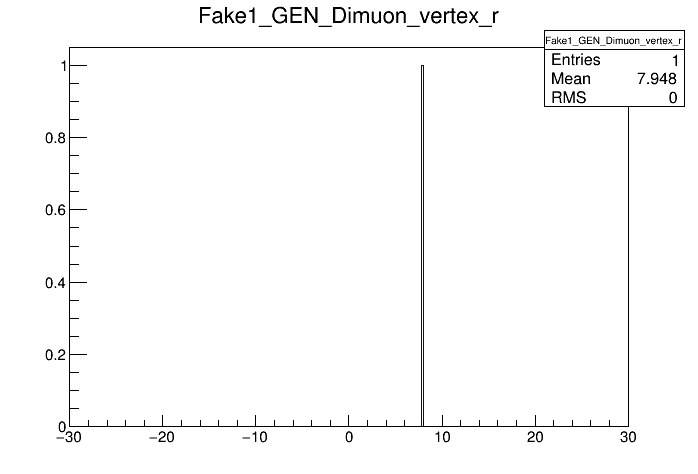 Fake1_GEN_Dimuon_vertex_r
Fake1_GEN_Dimuon_vertex_r
Entries 1
Mean 7.948
RMS 0
1
0.8
0.6
0.4
0.2
0
−30 −20 −10 0 10 20 30